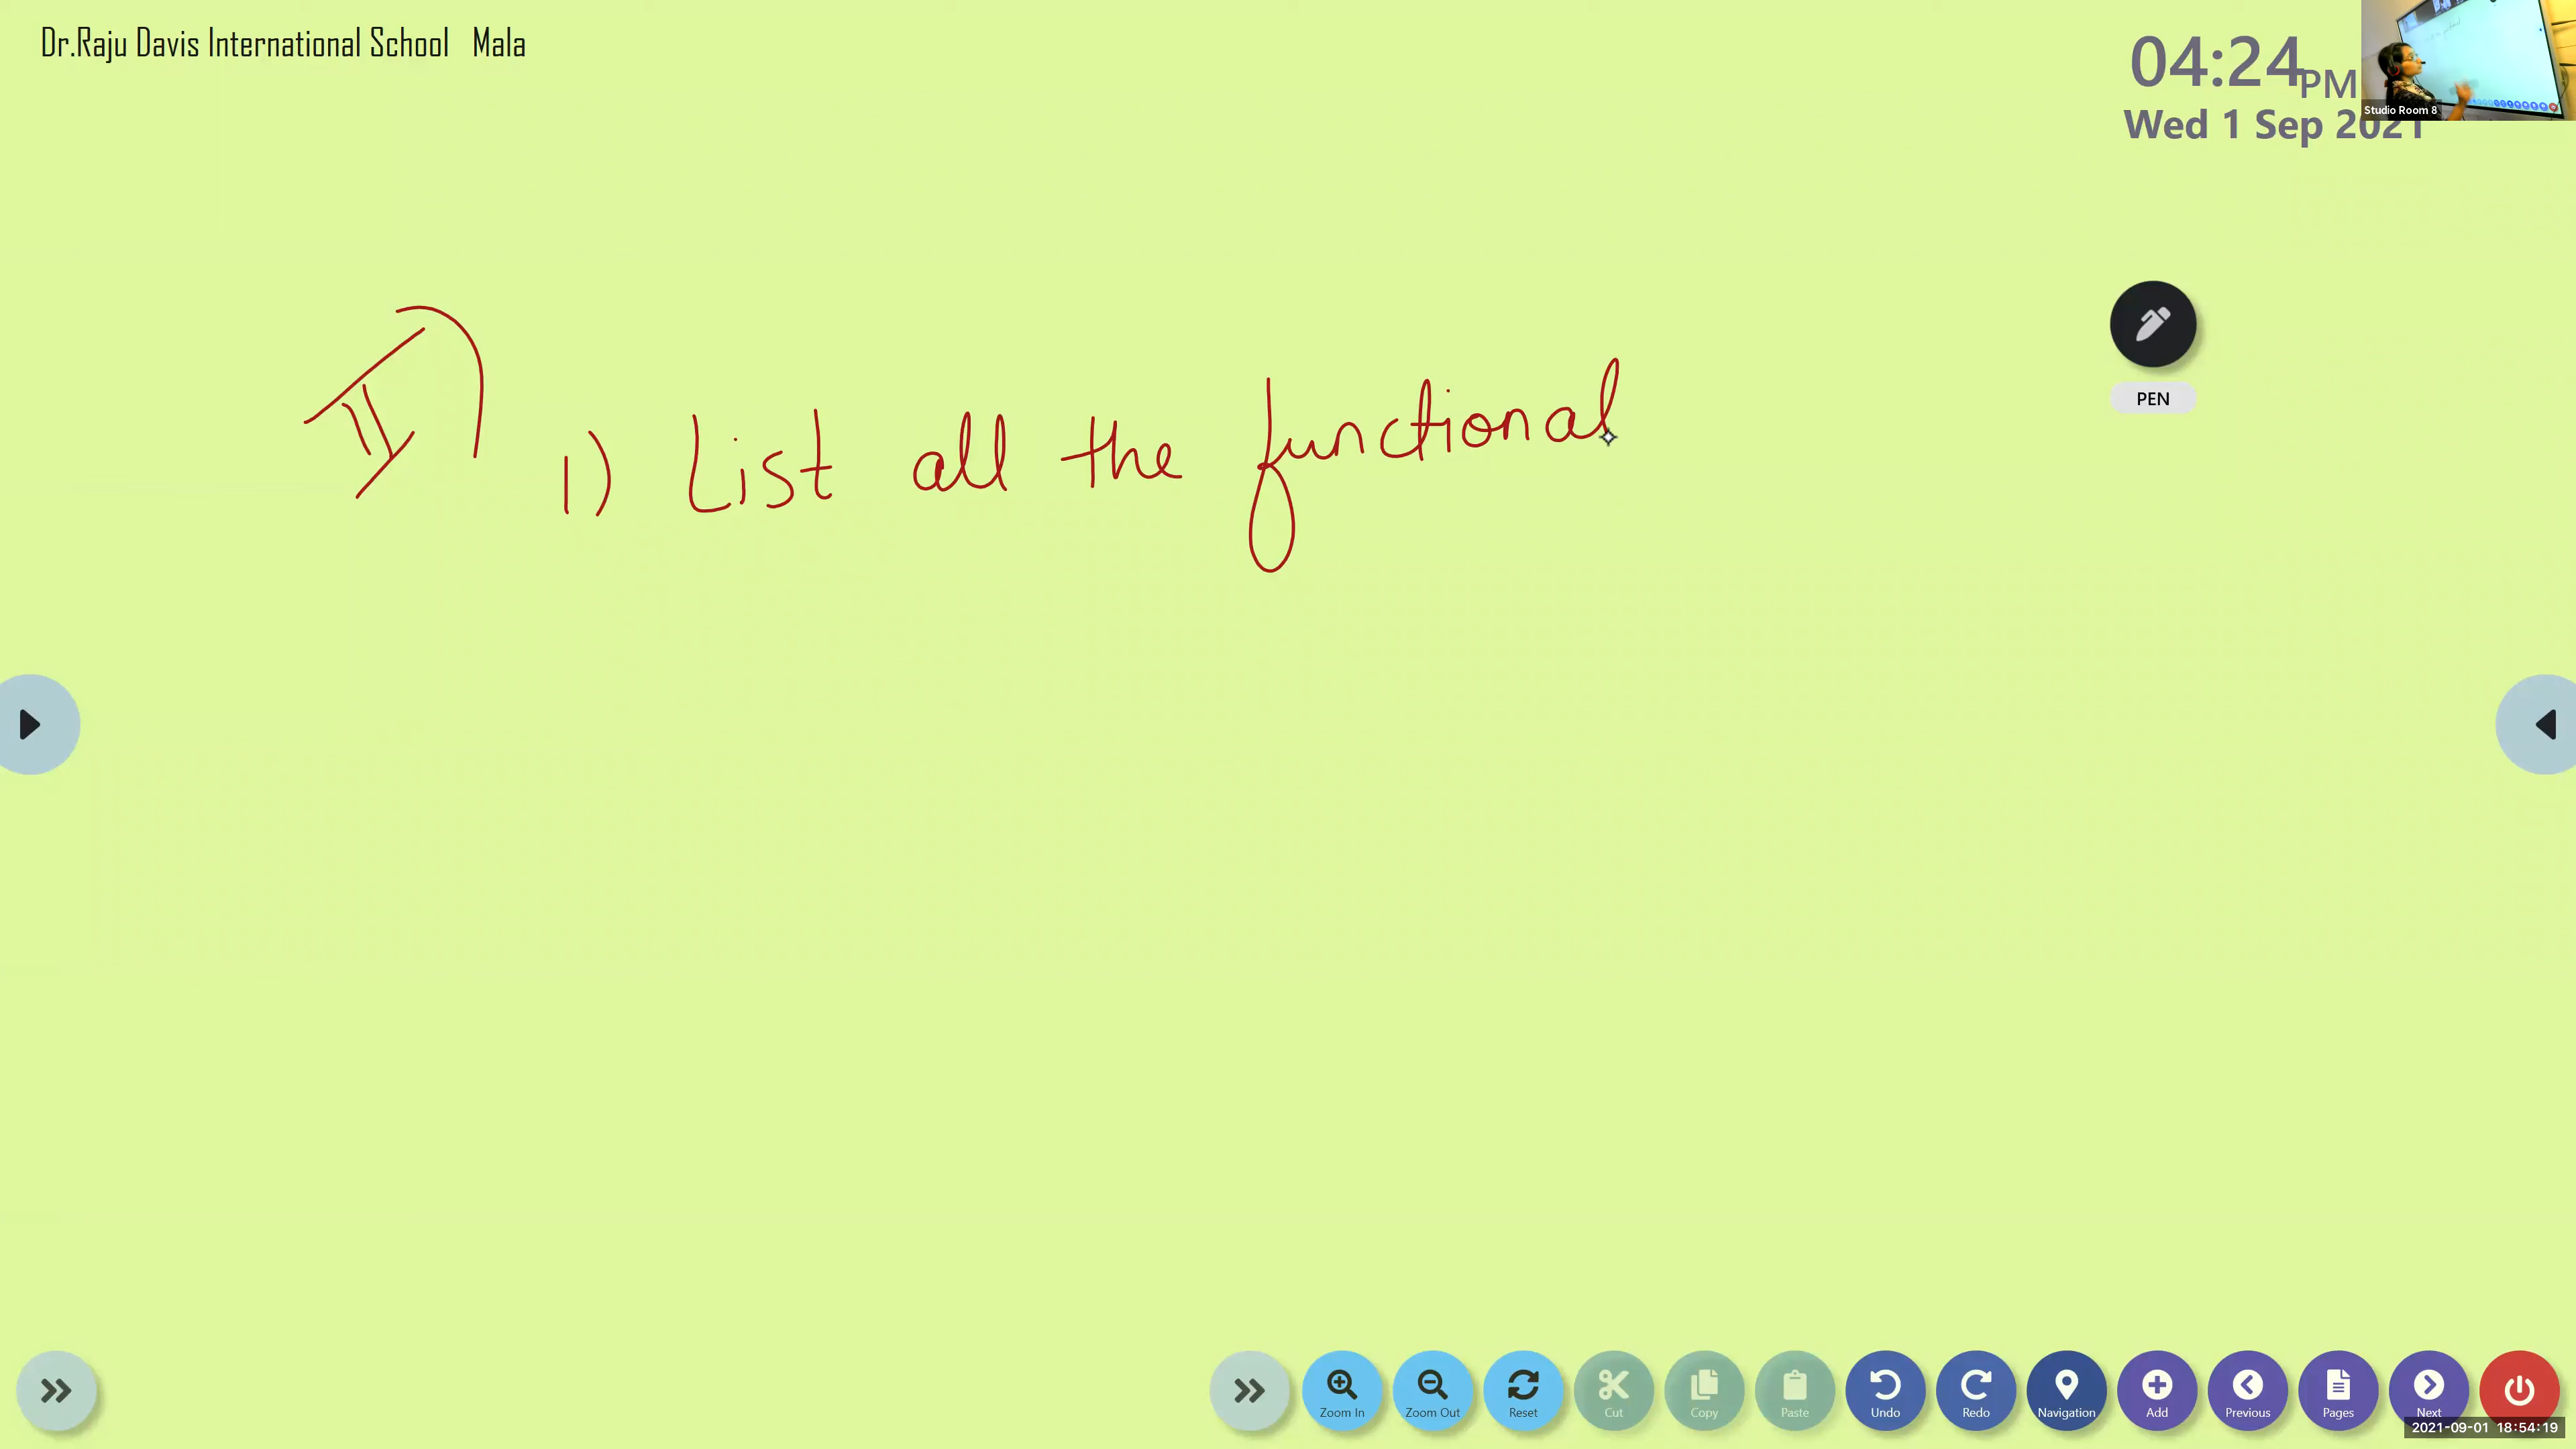 Dr.Raju Davis International School Mala
04:24 PM
Wed 1 Sep 2021
Studio Room 8
PEN
II)
1) List all the functional
Zoom In Zoom Out Reset Cut Copy Paste Undo Redo Navigation Add Previous Pages Next
2021-09-01 18:54:19